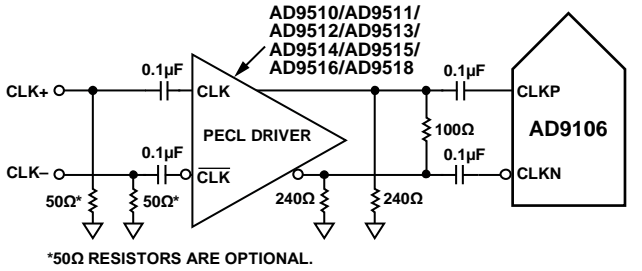 AD9510/AD9511/
AD9512/AD9513/
AD9514/AD9515/
AD9516/AD9518
0.1µF
0.1µF
CLK+
CLK
CLKP
PECL DRIVER
100Ω
AD9106
0.1µF
0.1µF
CLK–
CLK
CLKN
50Ω*
50Ω*
240Ω
240Ω
*50Ω RESISTORS ARE OPTIONAL.